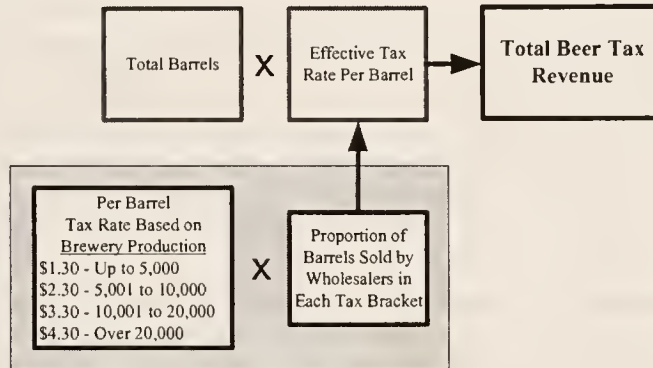 Total Barrels
X
Effective Tax
Rate Per Barrel
Total Beer Tax
Revenue
Per Barrel
Tax Rate Based on
Brewery Production
$1.30 - Up to 5,000
$2.30 - 5,001 to 10,000
$3.30 - 10,001 to 20,000
$4.30 - Over 20,000
X
Proportion of
Barrels Sold by
Wholesalers in
Each Tax Bracket